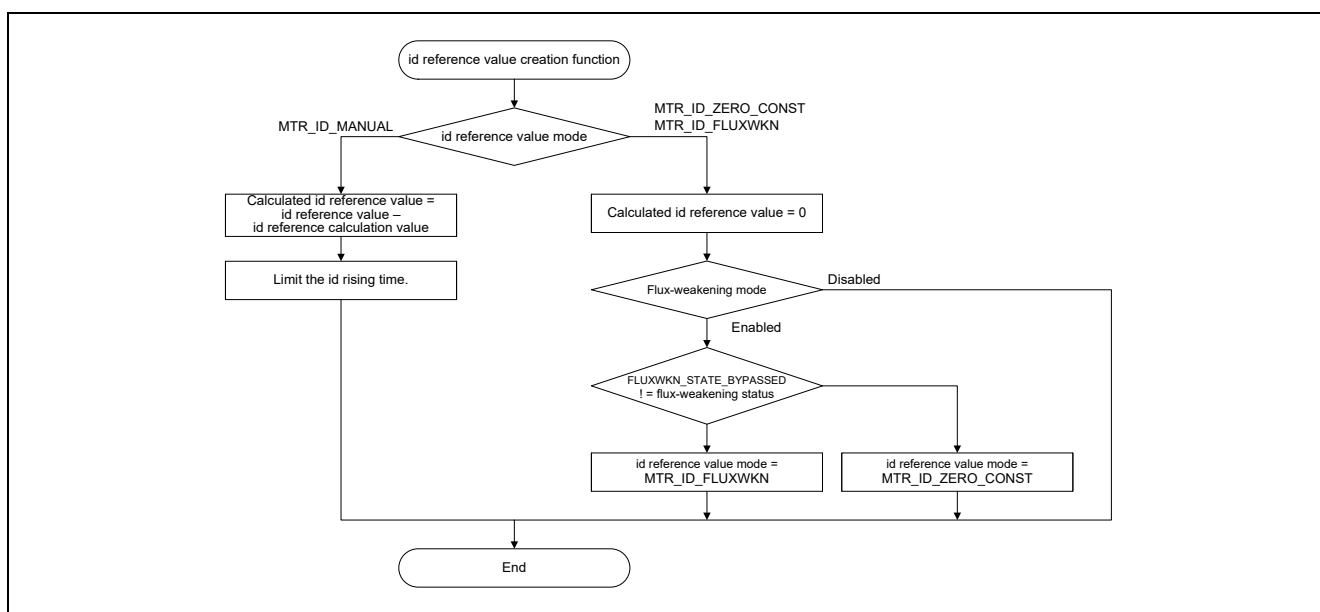 id reference value creation function
MTR_ID_MANUAL
id reference value mode
MTR_ID_ZERO_CONST
MTR_ID_FLUXWKN
Calculated id reference value =
id reference value –
id reference calculation value
Calculated id reference value = 0
Limit the id rising time.
Flux-weakening mode
Disabled
Enabled
FLUXWKN_STATE_BYPASSED
! = flux-weakening status
id reference value mode =
MTR_ID_FLUXWKN
id reference value mode =
MTR_ID_ZERO_CONST
End